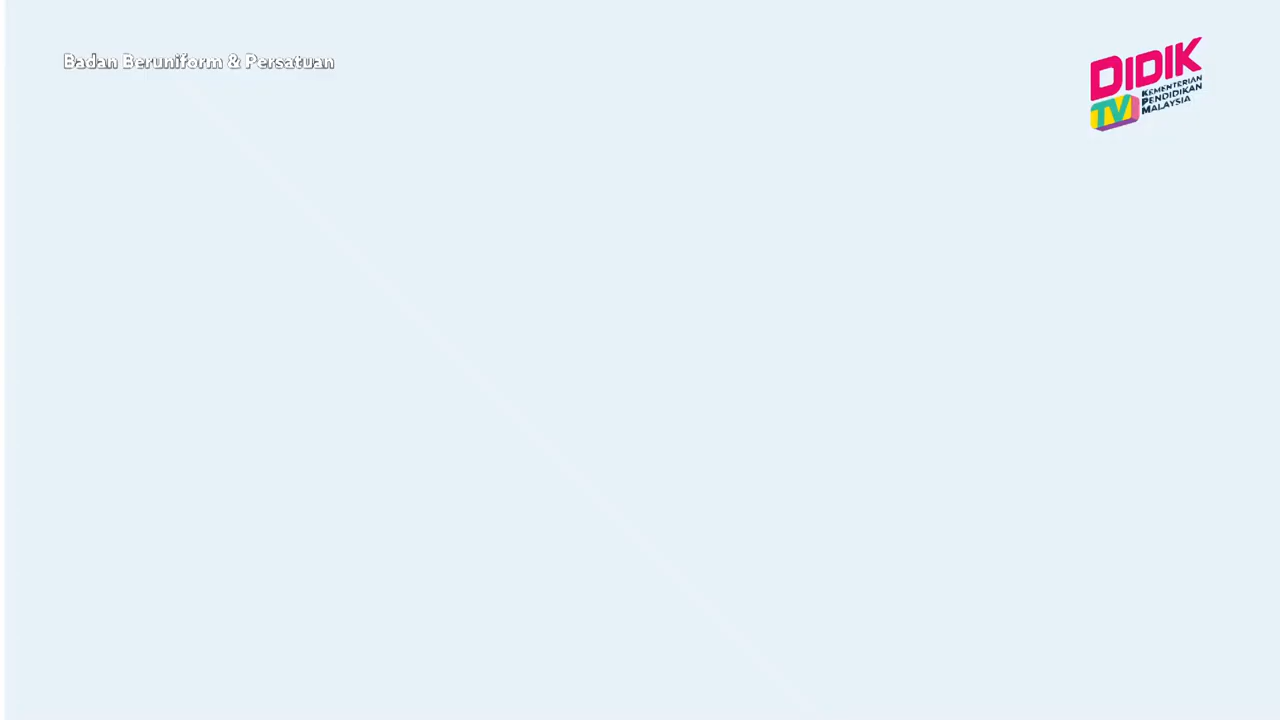 Badan Beruniform & Persatuan
DIDIK
TV
KEMENTERIAN
PENDIDIKAN
MALAYSIA